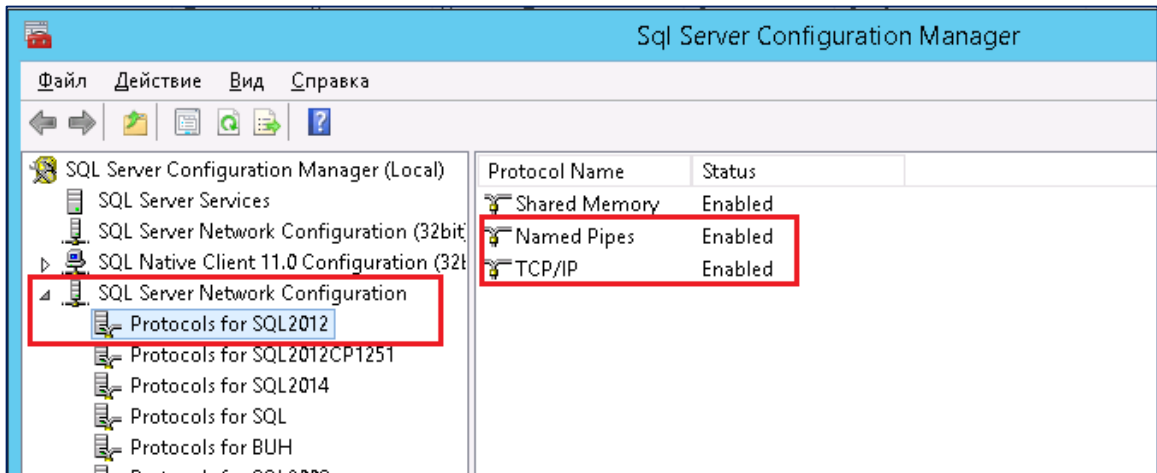 Sql Server Configuration Manager
Файл Действие Вид Справка
SQL Server Configuration Manager (Local)
SQL Server Services
SQL Server Network Configuration (32bit
SQL Native Client 11.0 Configuration (32
SQL Server Network Configuration
Protocols for SQL2012
Protocols for SQL2012CP1251
Protocols for SQL2014
Protocols for SQL
Protocols for BUH
Protocol Name Status
Shared Memory Enabled
Named Pipes Enabled
TCP/IP Enabled